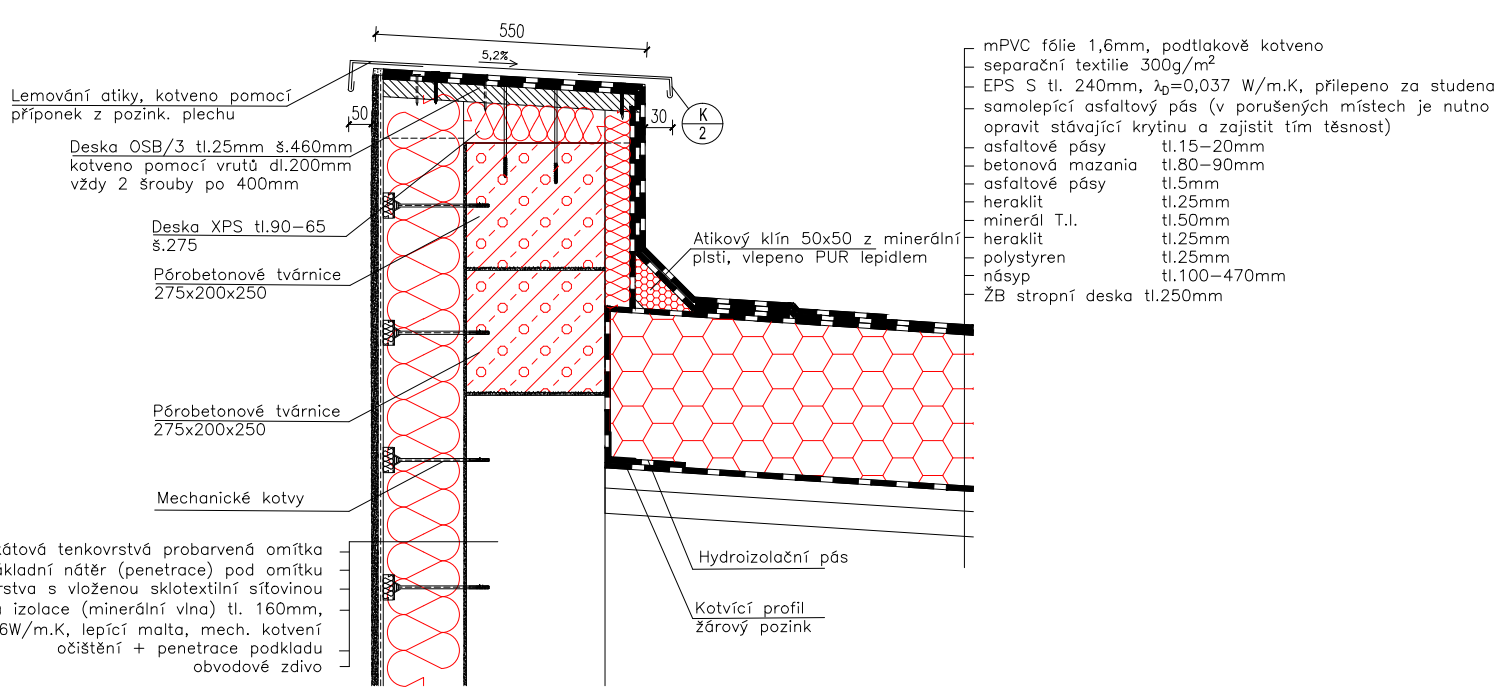 550
5,2%
Lemování atiky, kotveno pomocí
příponek z pozink. plechu
50
30
K
2
Deska OSB/3 tl.25mm š.460mm
kotveno pomocí vrutů dl.200mm
vždy 2 šrouby po 400mm
Deska XPS tl.90-65
š.275
Pórobetonové tvárnice
275x200x250
Pórobetonové tvárnice
275x200x250
Mechanické kotvy
tenkovrstvá probarvená omítka
nátěr (penetrace) pod omítku
s vloženou sklotextilní síťovinou
izolace (minerální vlna) tl. 160mm,
6W/m.K, lepící malta, mech. kotvení
očištění + penetrace podkladu
obvodové zdivo
Atikový klín 50x50 z minerální
plsti, vlepeno PUR lepidlem
Hydroizolační pás
Kotvící profil
žárový pozink
mPVC fólie 1,6mm, podtlakově kotveno
separační textilie 300g/m²
EPS S tl. 240mm, λD=0,037 W/m.K, přilepeno za studena
samolepící asfaltový pás (v porušených místech je nutno
opravit stávající krytinu a zajistit tím těsnost)
asfaltové pásy tl.15-20mm
betonová mazania tl.80-90mm
asfaltové pásy tl.5mm
heraklit tl.25mm
minerál T.I. tl.50mm
heraklit tl.25mm
polystyren tl.25mm
násyp tl.100-470mm
ŽB stropní deska tl.250mm